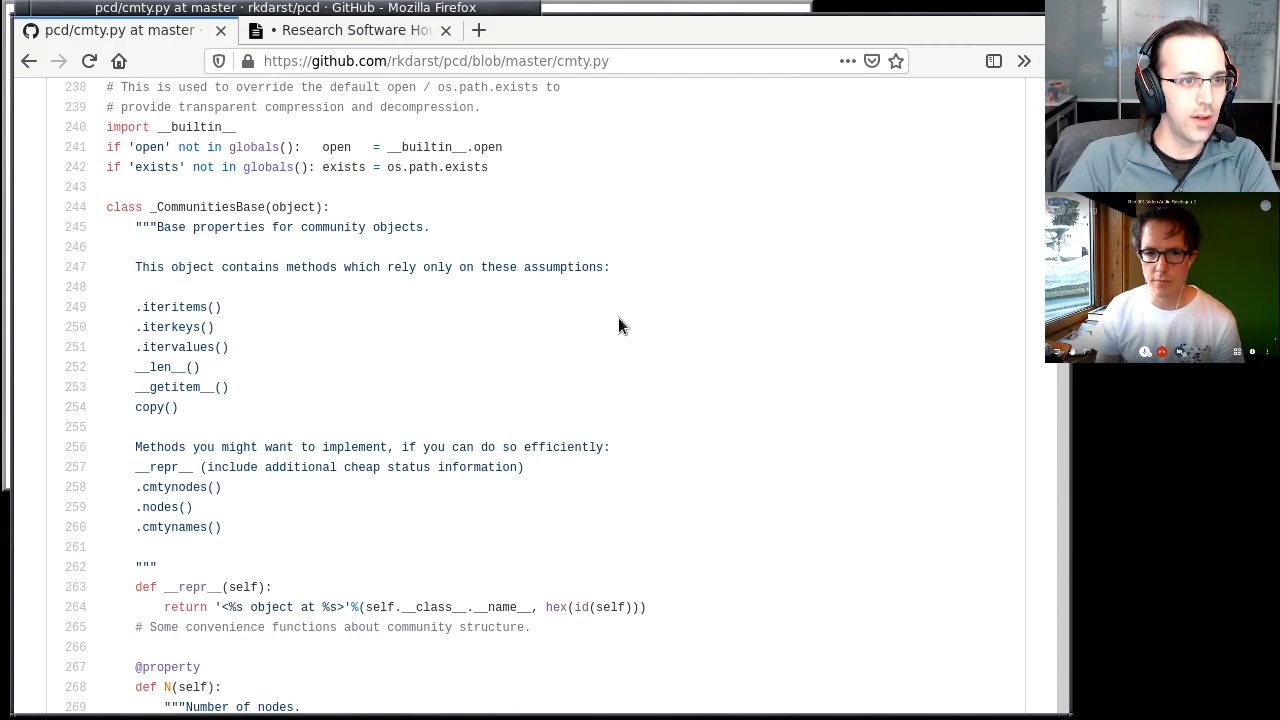 pcd/cmty.py at master · rkdarst/pcd · GitHub - Mozilla Firefox
pcd/cmty.py at master ·
• Research Software Ho
https://github.com/rkdarst/pcd/blob/master/cmty.py
238 # This is used to override the default open / os.path.exists to
239 # provide transparent compression and decompression.
240 import __builtin__
241 if 'open' not in globals():   open   = __builtin__.open
242 if 'exists' not in globals(): exists = os.path.exists
243
244 class _CommunitiesBase(object):
245     """Base properties for community objects.
246
247     This object contains methods which rely only on these assumptions:
248
249     .iteritems()
250     .iterkeys()
251     .itervalues()
252     __len__()
253     __getitem__()
254     copy()
255
256     Methods you might want to implement, if you can do so efficiently:
257     __repr__ (include additional cheap status information)
258     .cmtynodes()
259     .nodes()
260     .cmtynames()
261
262     """
263     def __repr__(self):
264         return '<%s object at %s>'%(self.__class__.__name__, hex(id(self)))
265     # Some convenience functions about community structure.
266
267     @property
268     def N(self):
269         """Number of nodes.